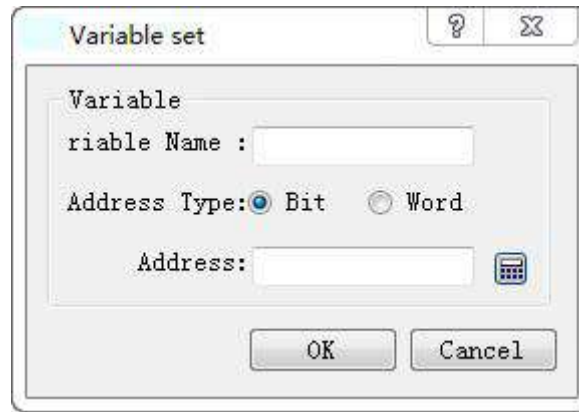 Variable set
Variable
riable Name :
Address Type: Bit Word
Address:
OK Cancel